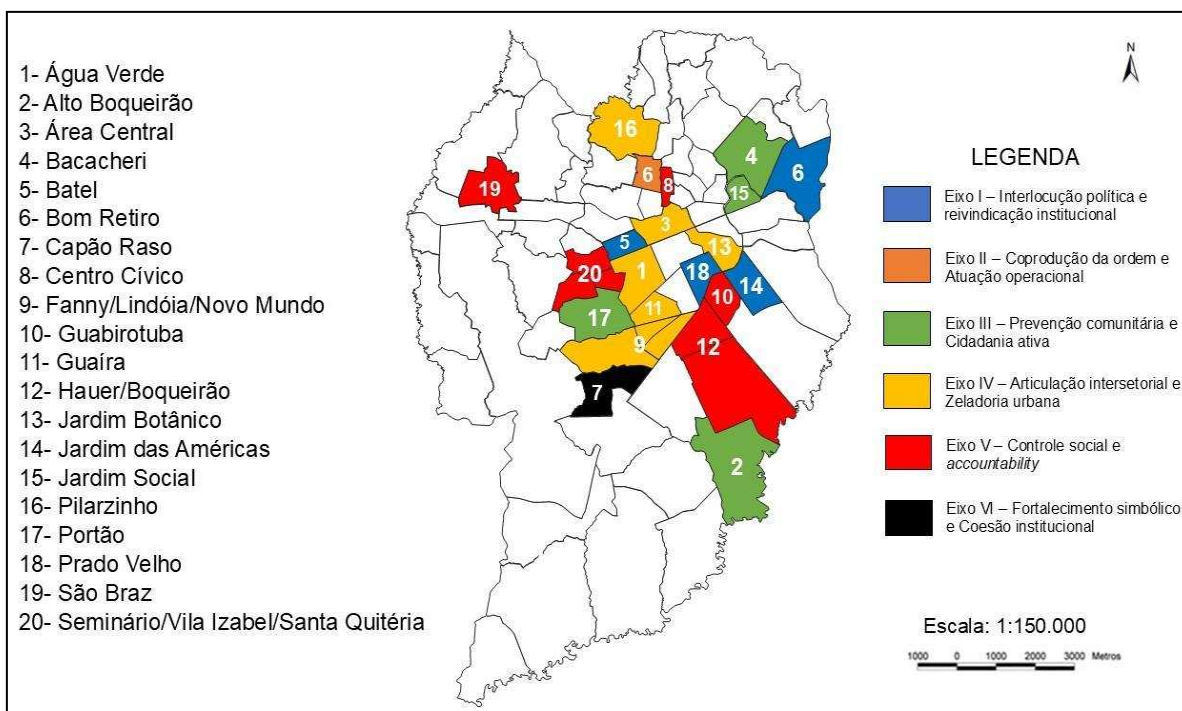 1- Água Verde
2- Alto Boqueirão
3- Área Central
4- Bacacheri
5- Batel
6- Bom Retiro
7- Capão Raso
8- Centro Cívico
9- Fanny/Lindóia/Novo Mundo
10- Guabirotuba
11- Guaíra
12- Hauer/Boqueirão
13- Jardim Botânico
14- Jardim das Américas
15- Jardim Social
16- Pilarzinho
17- Portão
18- Prado Velho
19- São Braz
20- Seminário/Vila Izabel/Santa Quitéria
16
4
6
6
8
15
19
3
5
13
20
1
18
14
10
11
17
9
12
7
2
N
LEGENDA
Eixo I – Interlocução política e
reivindicação institucional
Eixo II – Coprodução da ordem e
Atuação operacional
Eixo III – Prevenção comunitária e
Cidadania ativa
Eixo IV – Articulação intersetorial e
Zeladoria urbana
Eixo V – Controle social e
accountability
Eixo VI – Fortalecimento simbólico
e Coesão institucional
Escala: 1:150.000
1000 0 1000 2000 3000 Metros